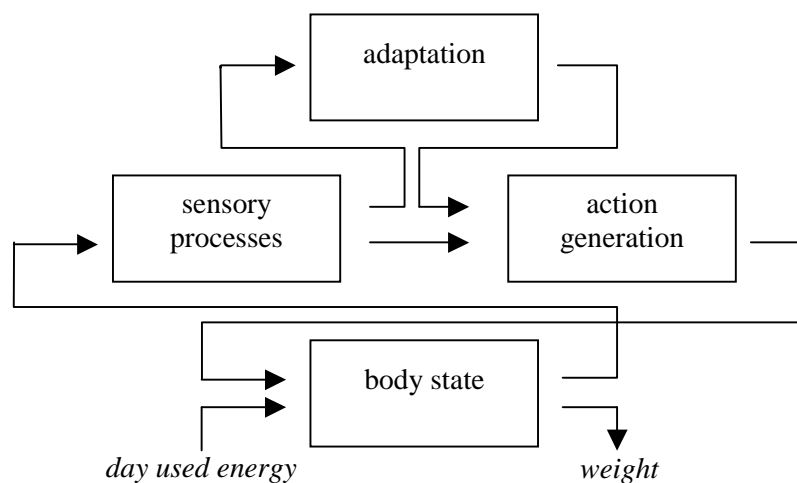 adaptation
sensory
processes
action
generation
body state
day used energy
weight